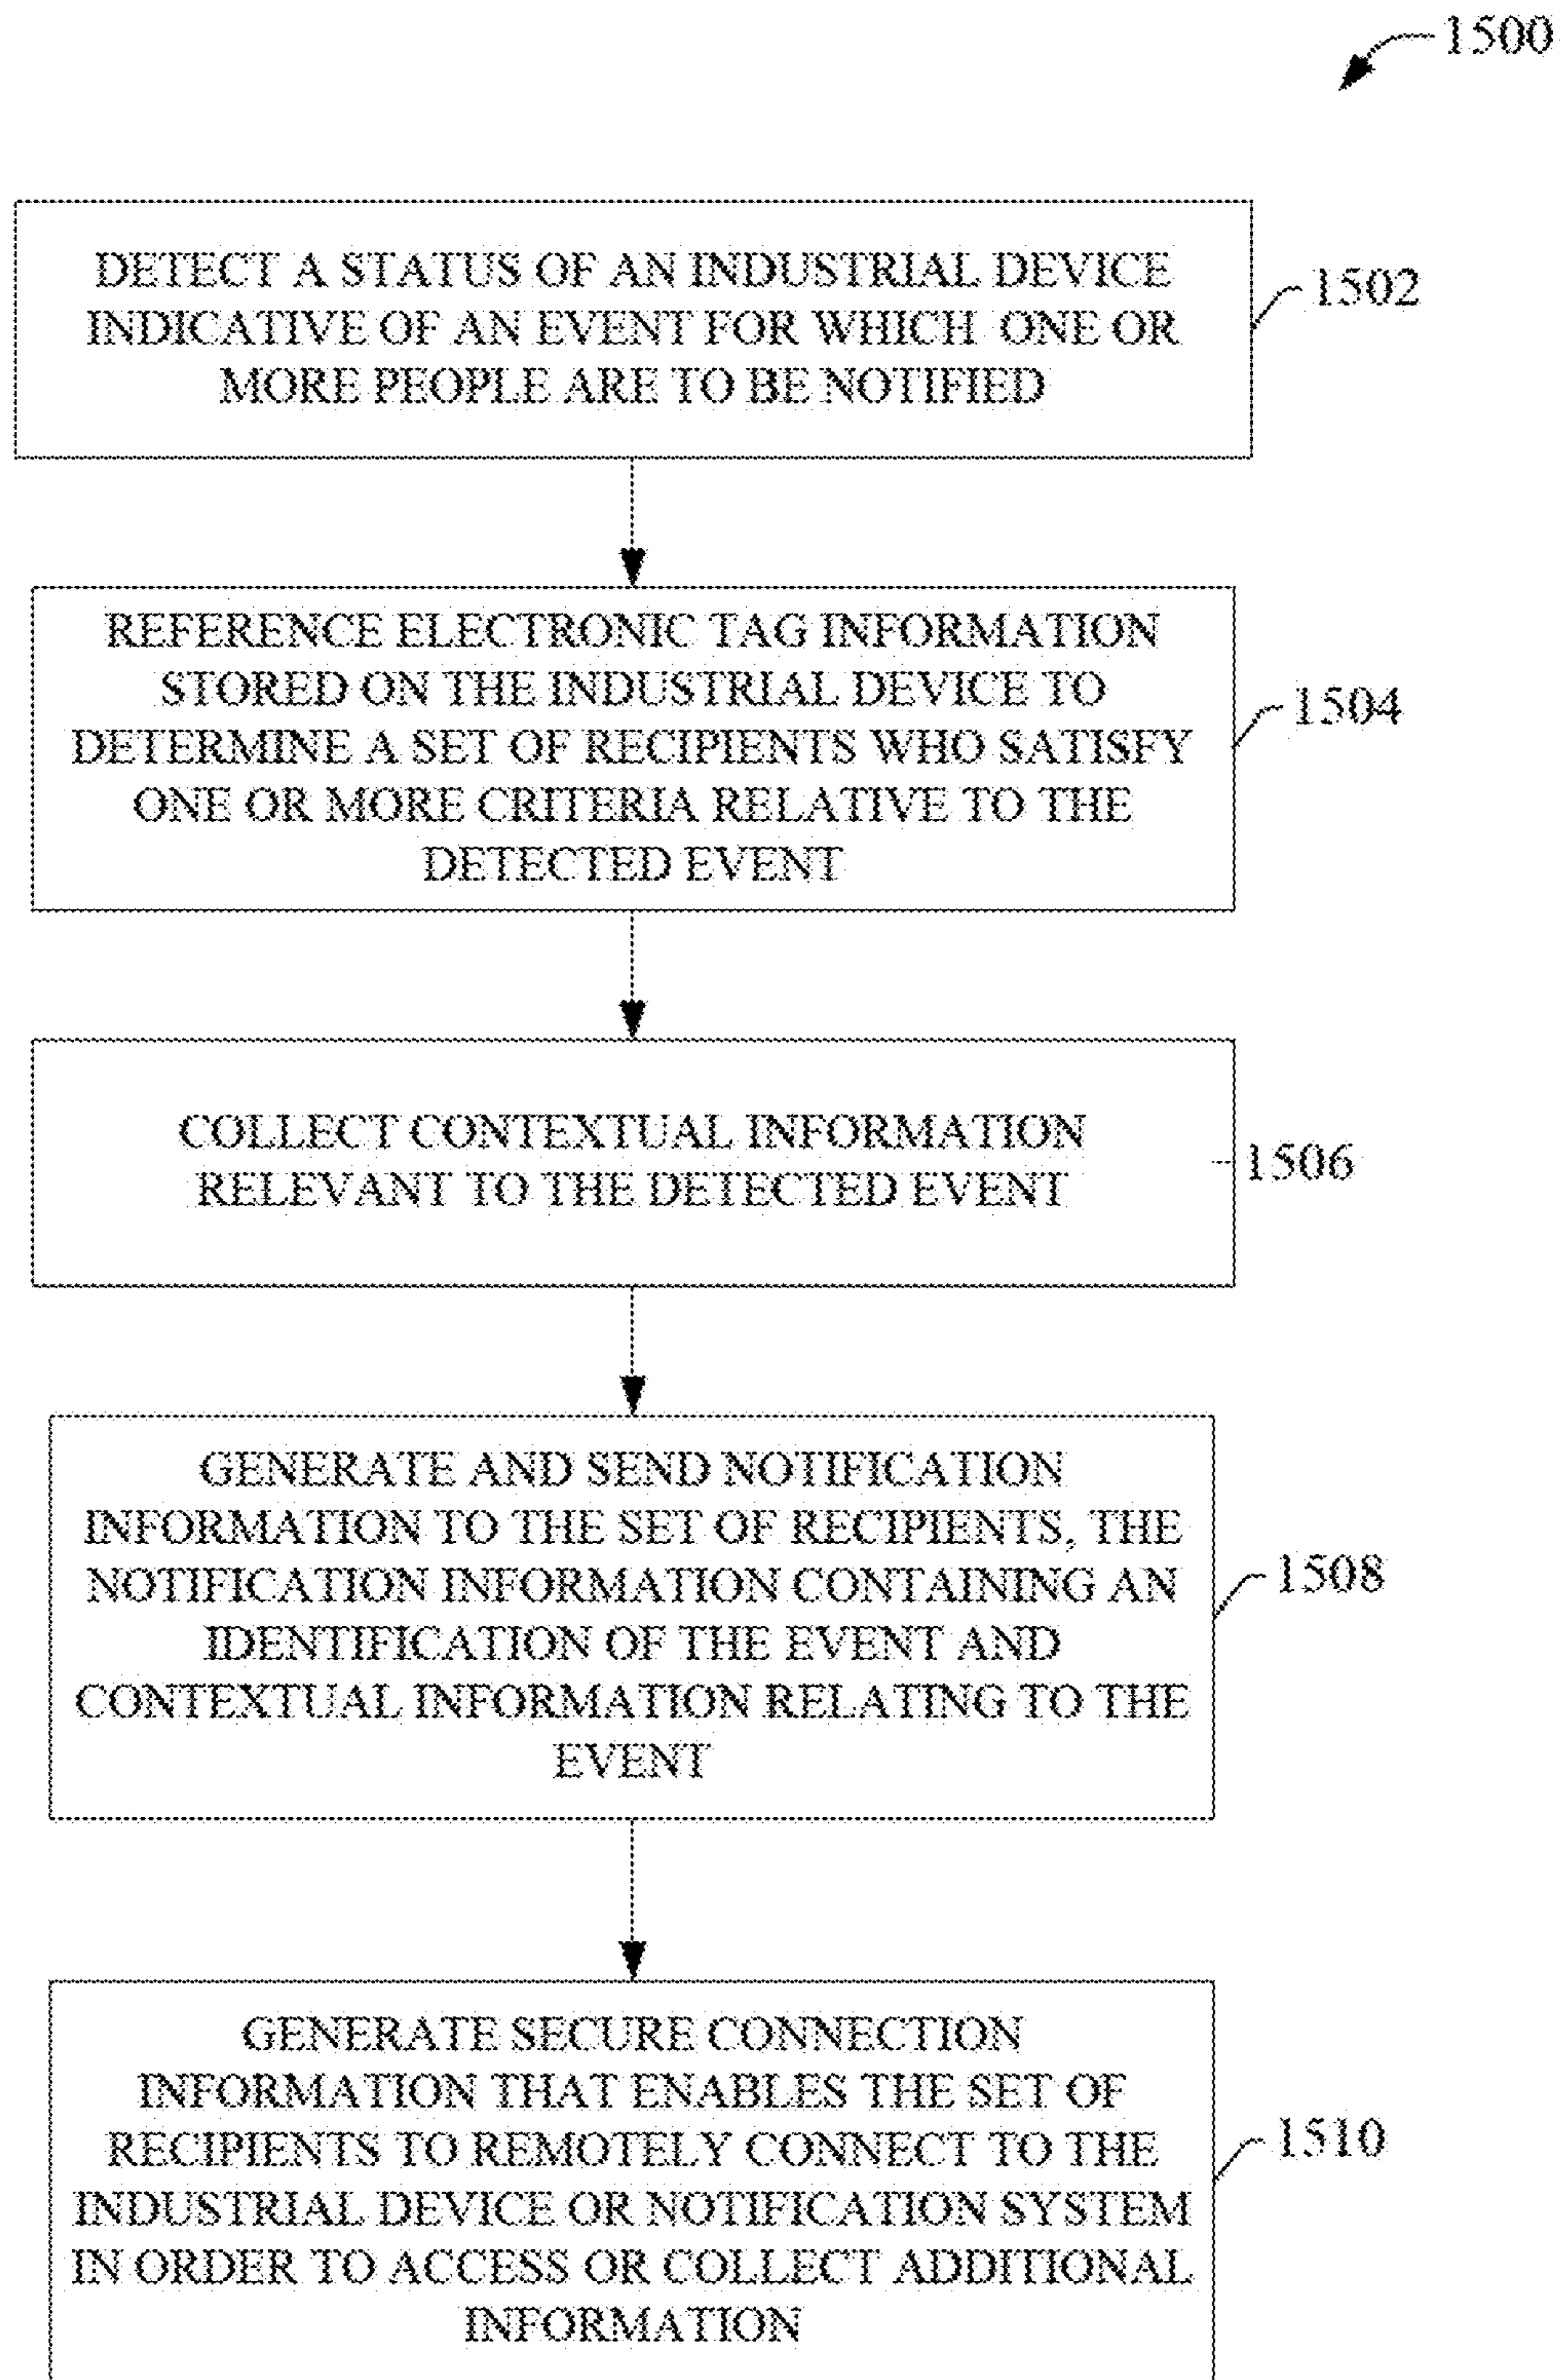 1500
DETECT A STATUS OF AN INDUSTRIAL DEVICE
INDICATIVE OF AN EVENT FOR WHICH ONE OR
MORE PEOPLE ARE TO BE NOTIFIED
1502
REFERENCE ELECTRONIC TAG INFORMATION
STORED ON THE INDUSTRIAL DEVICE TO
DETERMINE A SET OF RECIPIENTS WHO SATISFY
ONE OR MORE CRITERIA RELATIVE TO THE
DETECTED EVENT
1504
COLLECT CONTEXTUAL INFORMATION
RELEVANT TO THE DETECTED EVENT
1506
GENERATE AND SEND NOTIFICATION
INFORMATION TO THE SET OF RECIPIENTS, THE
NOTIFICATION INFORMATION CONTAINING AN
IDENTIFICATION OF THE EVENT AND
CONTEXTUAL INFORMATION RELATING TO THE
EVENT
1508
GENERATE SECURE CONNECTION
INFORMATION THAT ENABLES THE SET OF
RECIPIENTS TO REMOTELY CONNECT TO THE
INDUSTRIAL DEVICE OR NOTIFICATION SYSTEM
IN ORDER TO ACCESS OR COLLECT ADDITIONAL
INFORMATION
1510